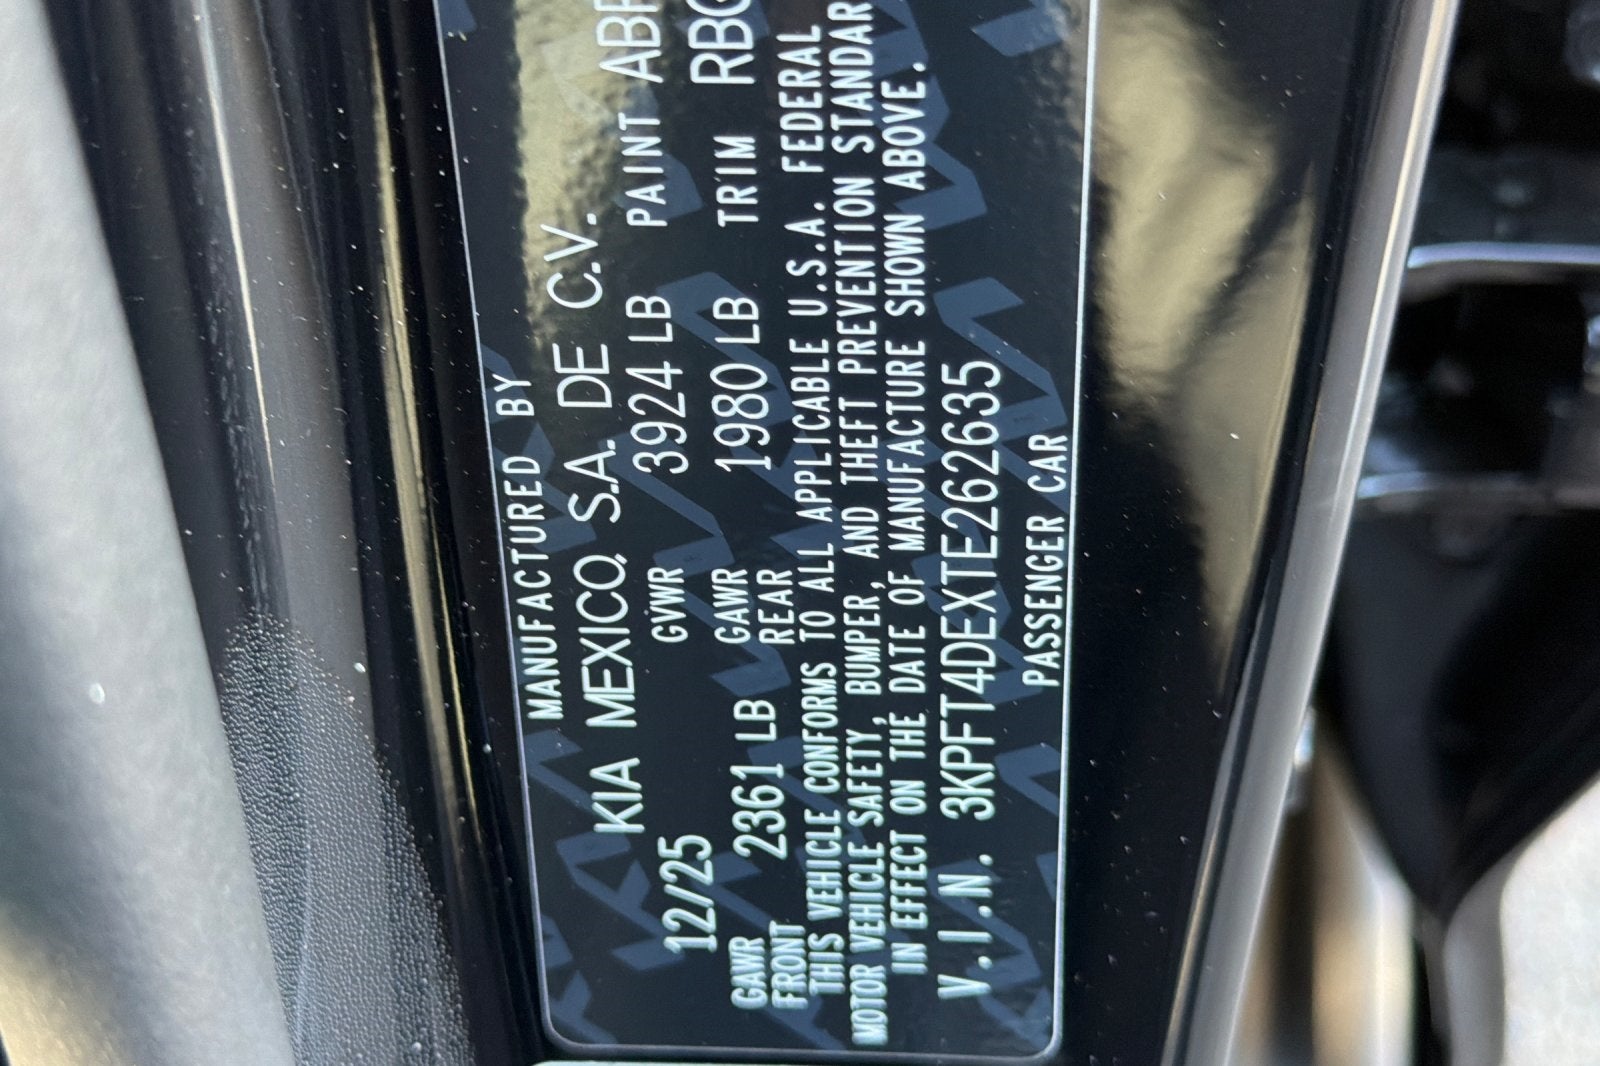 MANUFACTURED BY
KIA MEXICO, S.A. DE C.V.
12/25 GVWR 3924 LB PAINT
GAWR FRONT 2361 LB GAWR REAR 1980 LB TRIM
THIS VEHICLE CONFORMS TO ALL APPLICABLE U.S.A. FEDERAL
MOTOR VEHICLE SAFETY, BUMPER, AND THEFT PREVENTION STANDAR
IN EFFECT ON THE DATE OF MANUFACTURE SHOWN ABOVE.
V.I.N. 3KPFT4DEXTE262635
PASSENGER CAR